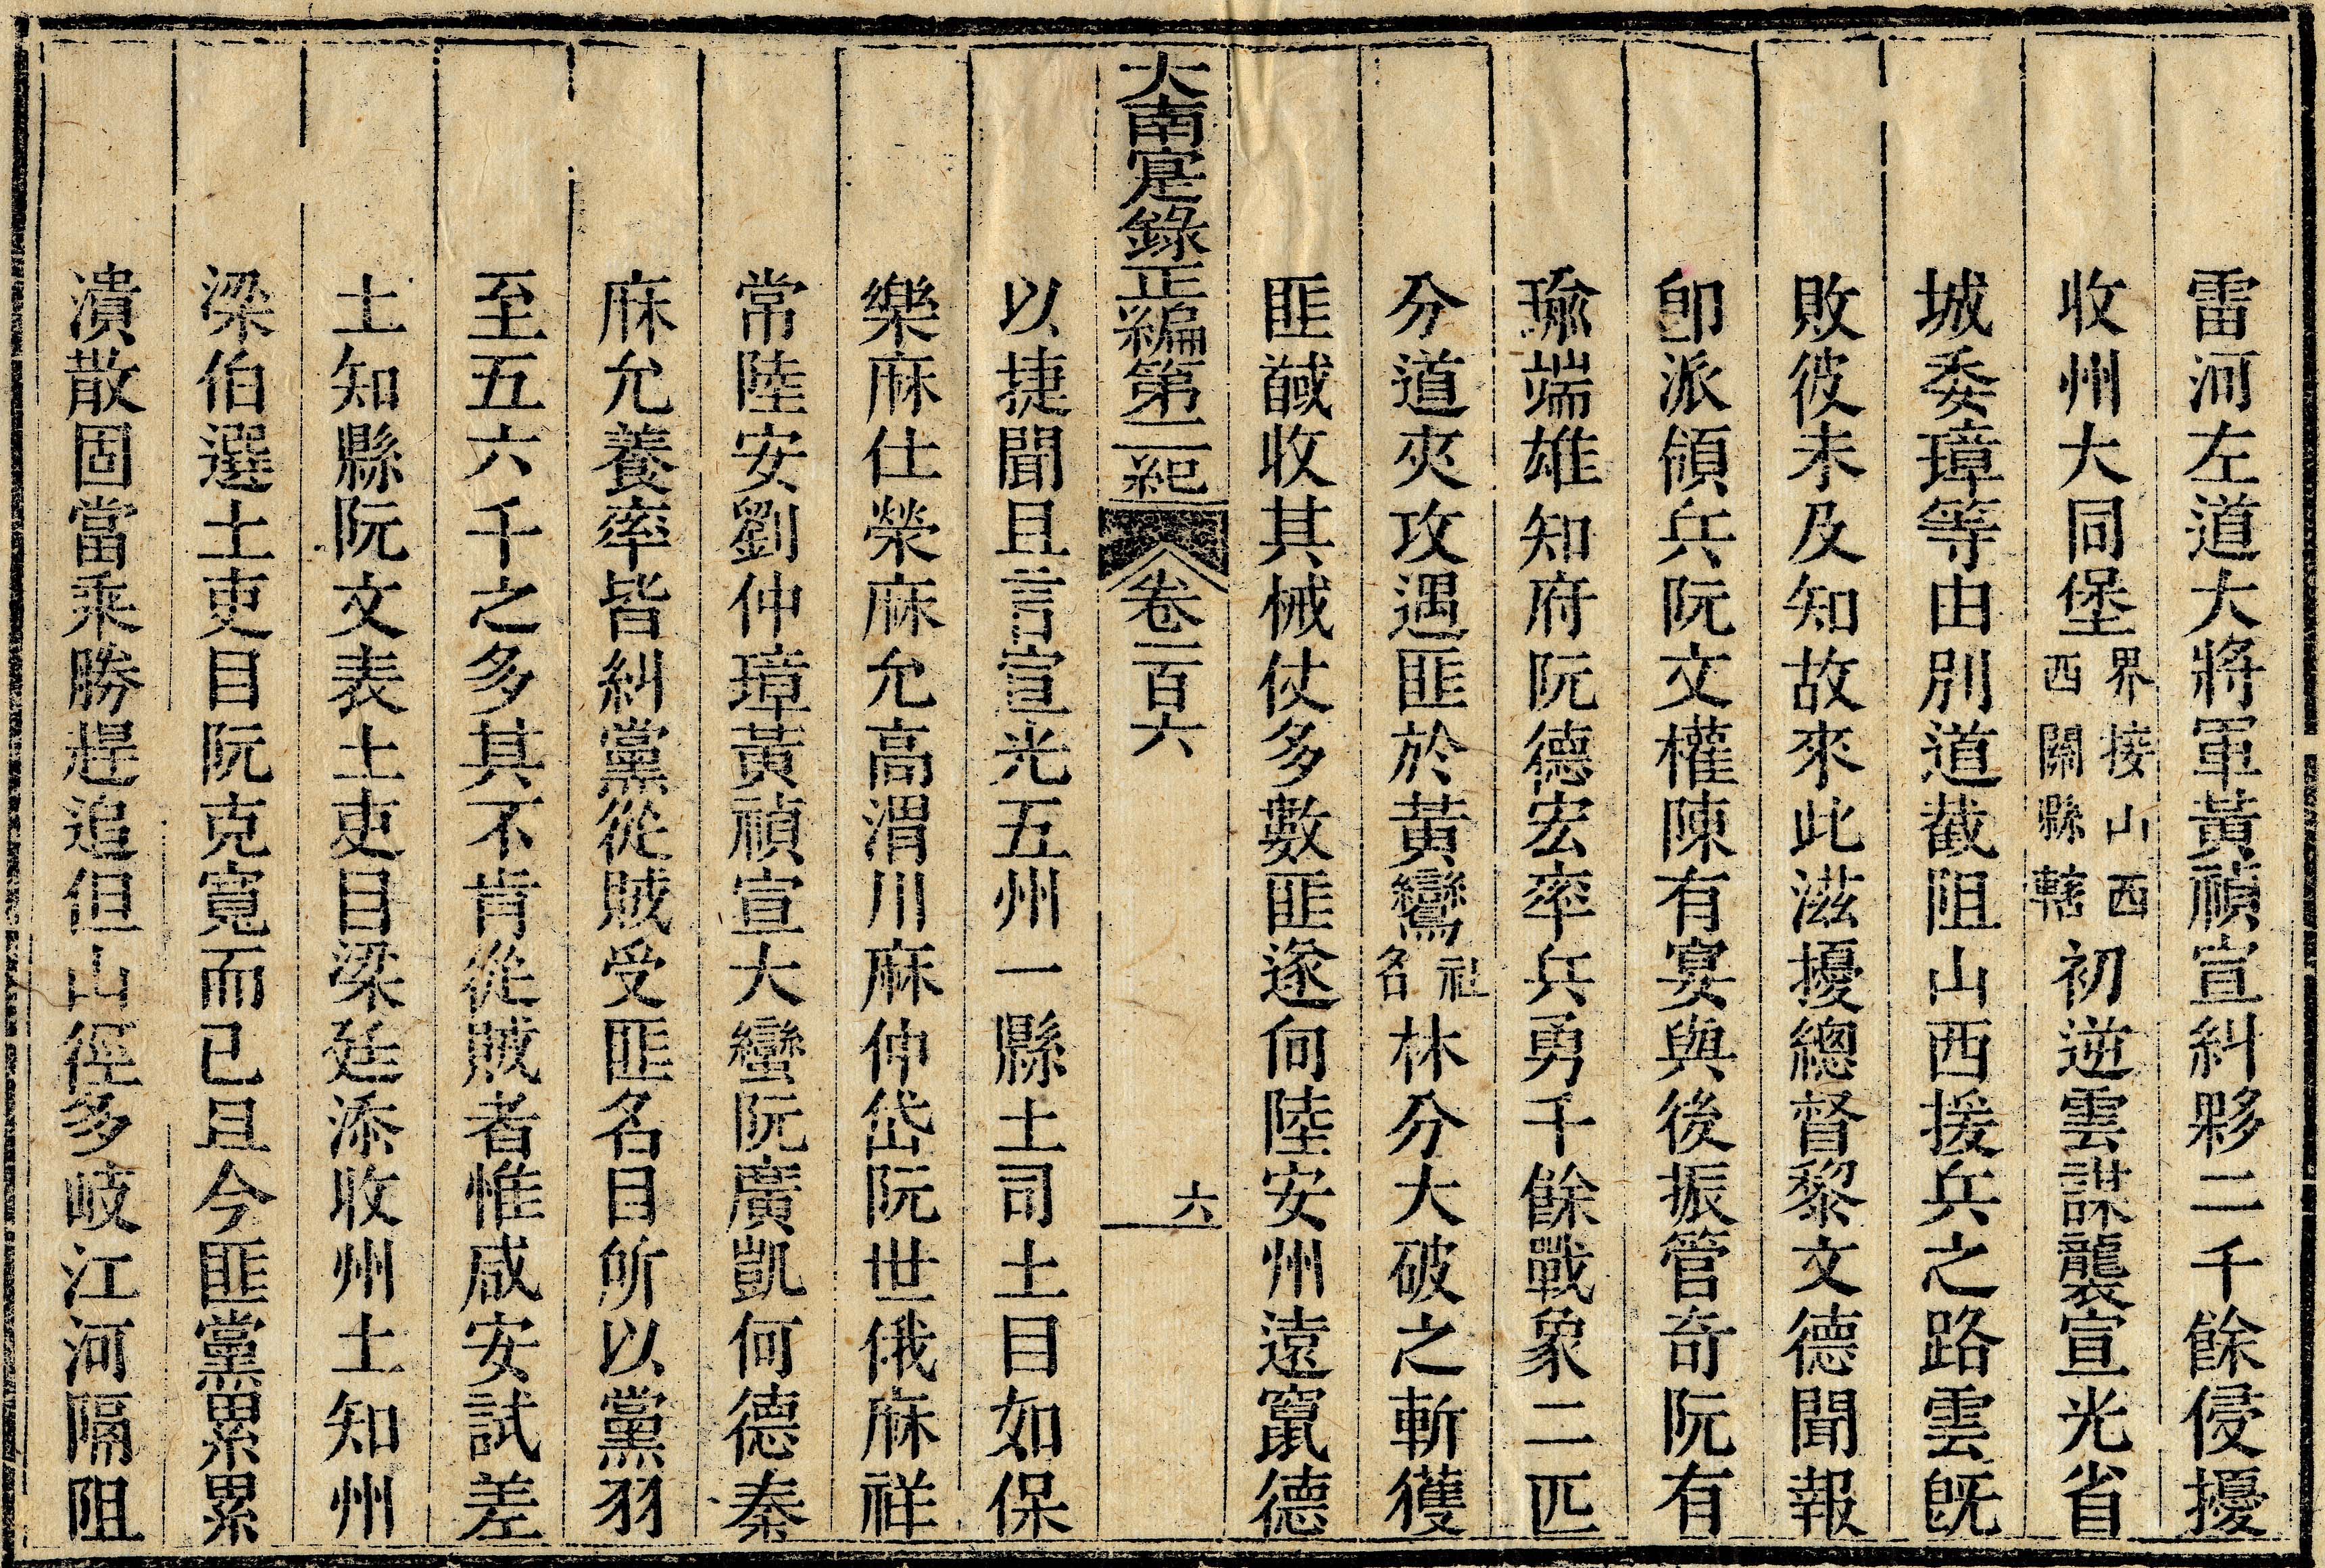 雷河左道大將軍黃禎宣糾夥二千餘侵擾
收州大同堡界接山西西關縣轄初逆雲謀襲宣光省
城委璋等由別道截阻山西援兵之路雲旣
敗彼未及知故來此滋擾總督黎文德聞報
卽派領兵阮文權陳有宴與後振管奇阮有
瑜端雄知府阮德宏率兵勇千餘戰象二匹
分道夾攻遇匪於黃鸞社名林分大破之斬獲
匪馘收其械仗多數匪遂向陸安州遠竄德
大南寔錄正編第二紀 卷一百六 六
以捷聞且言宣光五州一縣土司土目如保
樂麻仕榮麻允高渭川麻仲岱阮世俄麻祥
常陸安劉仲璋黃禎宣大蠻阮廣凱何德秦
麻允養率皆糾黨從賊受匪名目所以黨羽
至五六千之多其不肯從賊者惟咸安試差
土知縣阮文表土吏目梁廷添收州土知州
梁伯選土吏目阮克寬而已且今匪黨累累
潰散固當乘勝趕追但山徑多岐江河隔阻